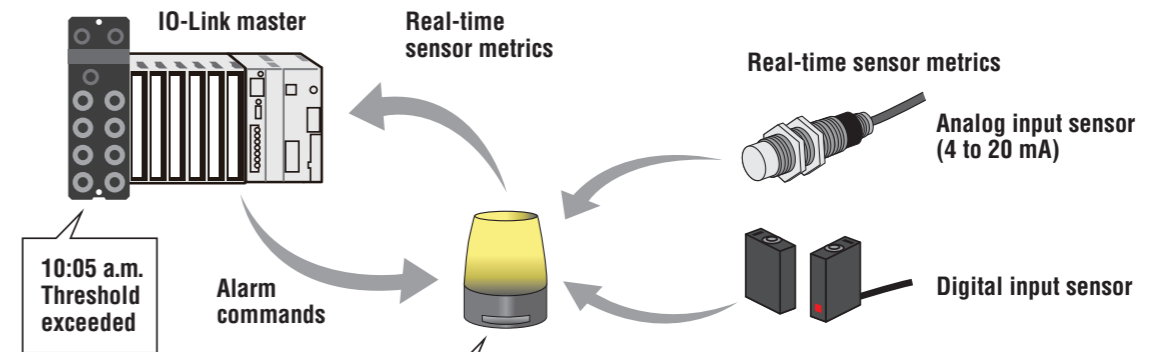 IO-Link master
Real-time
sensor metrics
Real-time sensor metrics
Analog input sensor
(4 to 20 mA)
10:05 a.m.
Threshold
exceeded
Alarm
commands
Digital input sensor